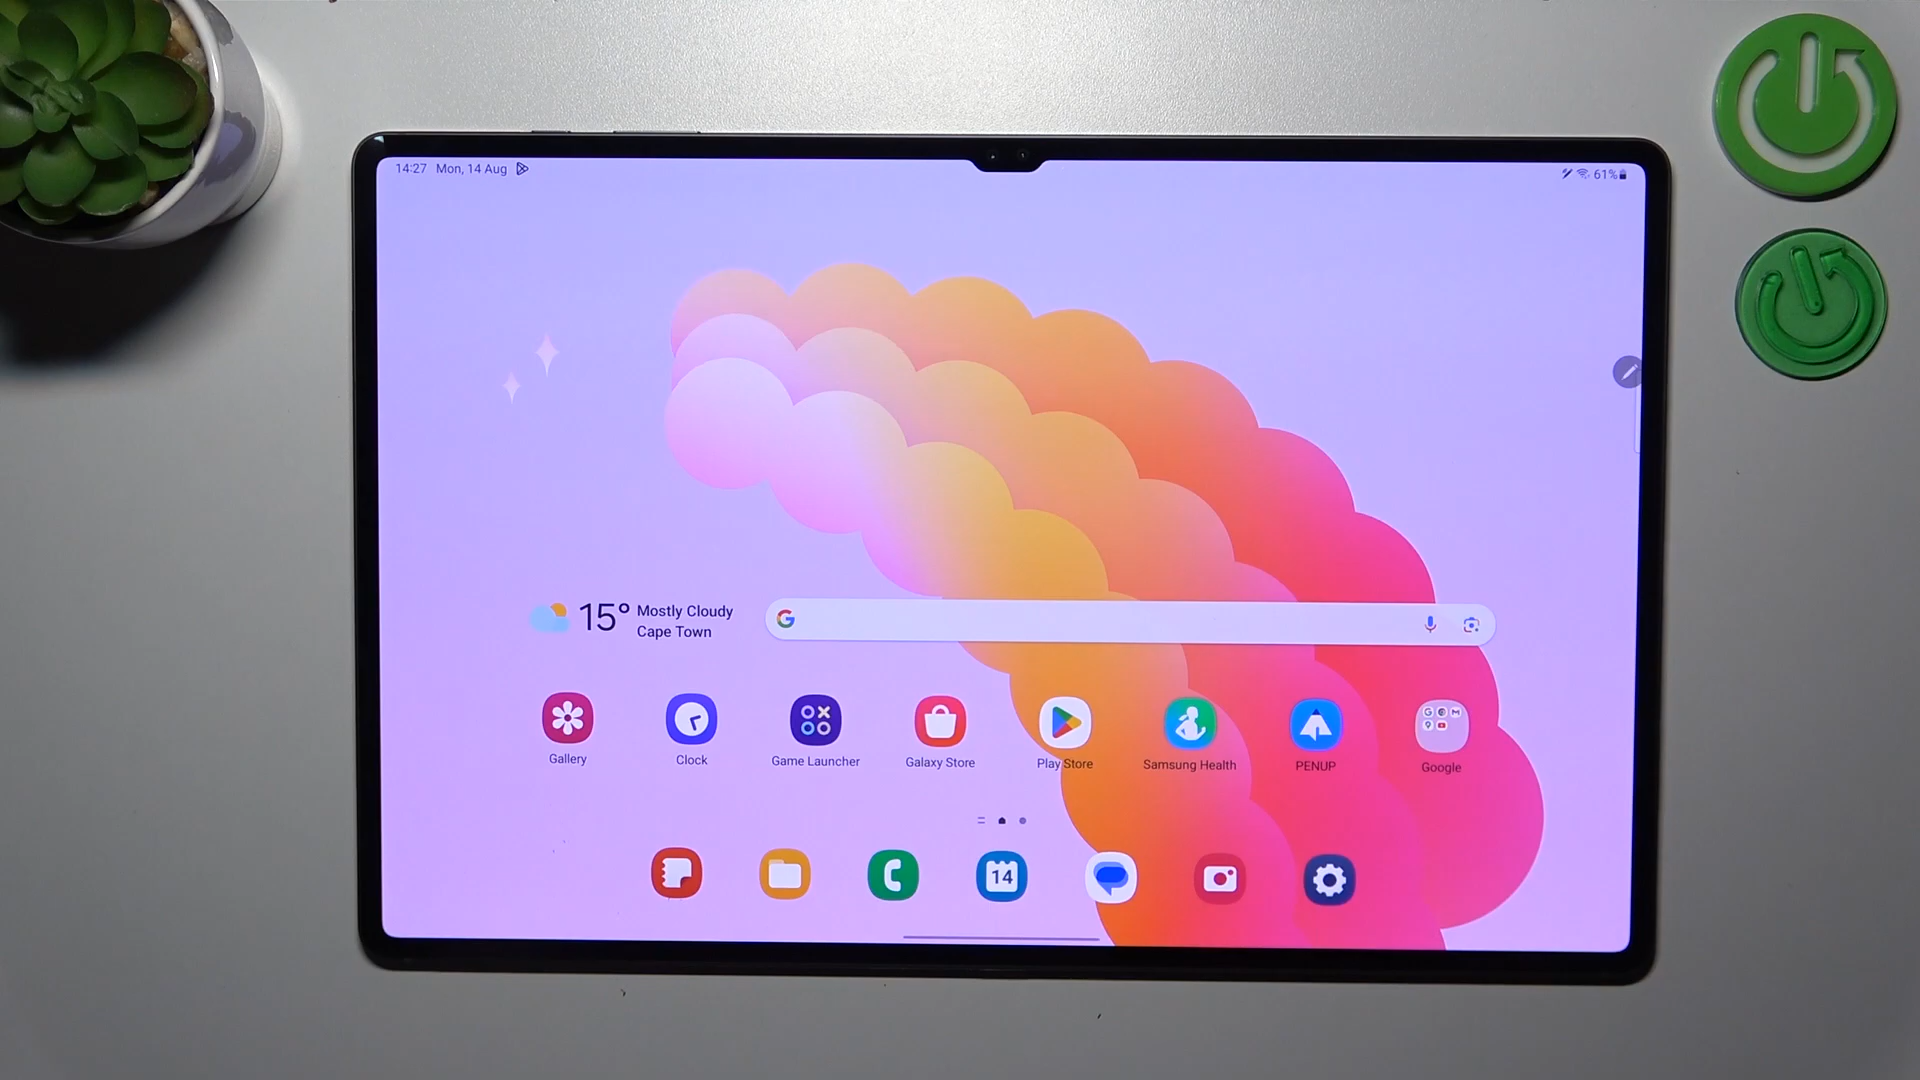 14:27 Mon, 14 Aug
61%
15° Mostly Cloudy
Cape Town
Gallery
Clock
Game Launcher
Galaxy Store
Play Store
Samsung Health
PENUP
Google
14